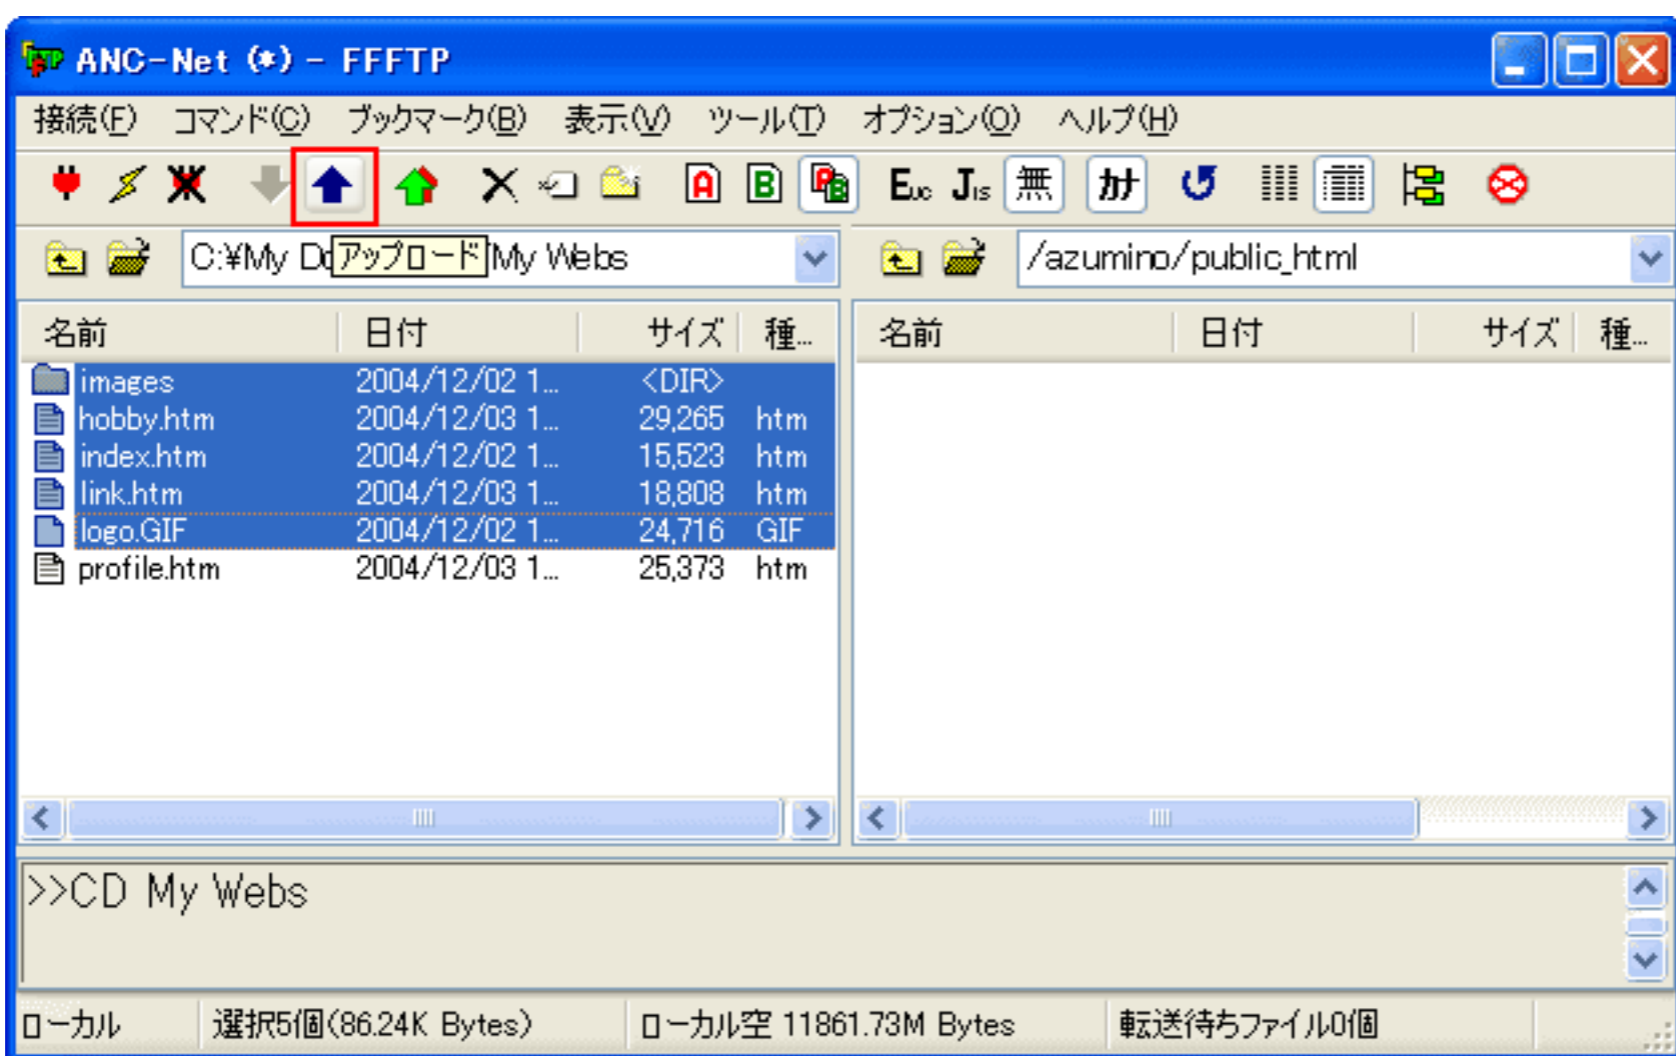 ANC-Net (*) - FFFTP
接続(F) コマンド(C) ブックマーク(B) 表示(V) ツール(T) オプション(O) ヘルプ(H)
A B B Euc JIS 無 カナ
C:¥My Do アップロード My Webs /azumino/public_html
名前 日付 サイズ 種... 名前 日付 サイズ 種...
images 2004/12/02 1... <DIR>
hobby.htm 2004/12/03 1... 29,265 htm
index.htm 2004/12/02 1... 15,523 htm
link.htm 2004/12/03 1... 18,808 htm
logo.GIF 2004/12/02 1... 24,716 GIF
profile.htm 2004/12/03 1... 25,373 htm
>>CD My Webs
ローカル 選択5個(86.24K Bytes) ローカル空 11861.73M Bytes 転送待ちファイル0個